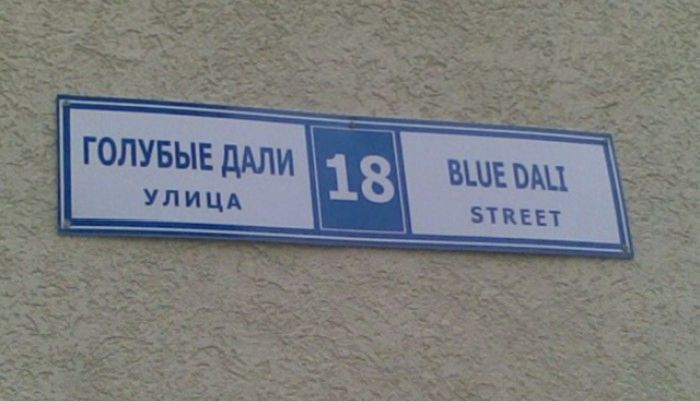 ГОЛУБЫЕ ДАЛИ
УЛИЦА
18
BLUE DALI
STREET